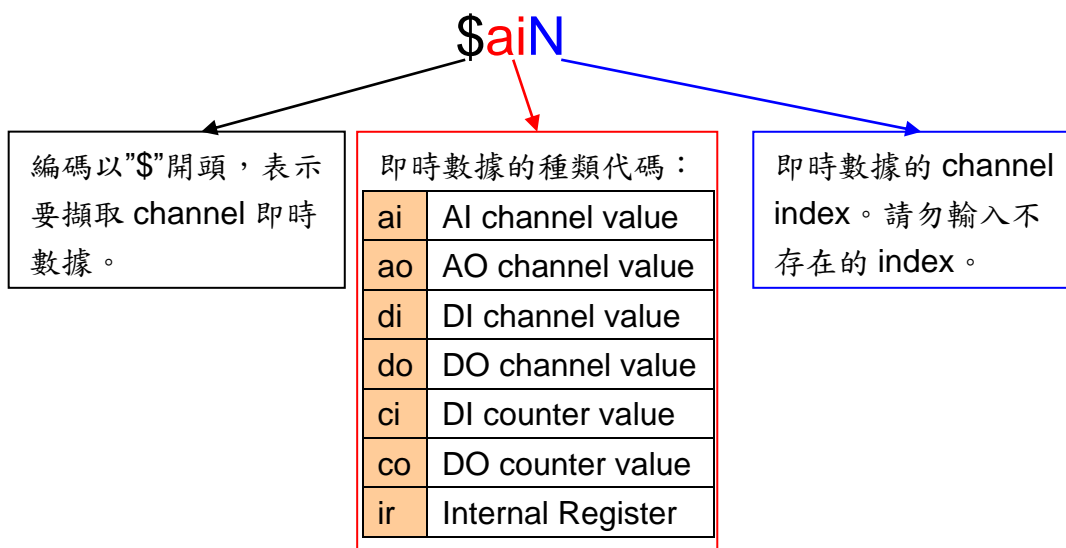 $aiN
編碼以”$”開頭，表示
要擷取 channel 即時
數據。
即時數據的種類代碼：
ai AI channel value
ao AO channel value
di DI channel value
do DO channel value
ci DI counter value
co DO counter value
ir Internal Register
即時數據的 channel
index。請勿輸入不
存在的 index。